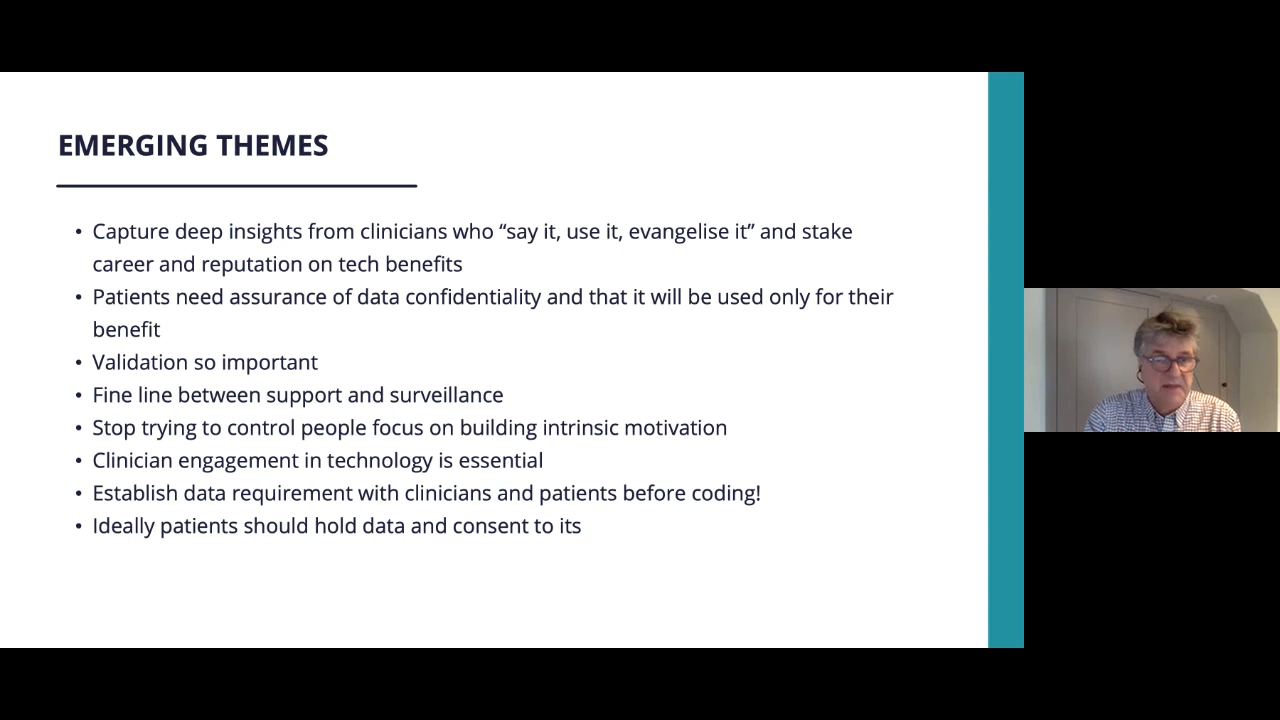 EMERGING THEMES
• Capture deep insights from clinicians who “say it, use it, evangelise it” and stake
career and reputation on tech benefits
• Patients need assurance of data confidentiality and that it will be used only for their
benefit
• Validation so important
• Fine line between support and surveillance
• Stop trying to control people focus on building intrinsic motivation
• Clinician engagement in technology is essential
• Establish data requirement with clinicians and patients before coding!
• Ideally patients should hold data and consent to its